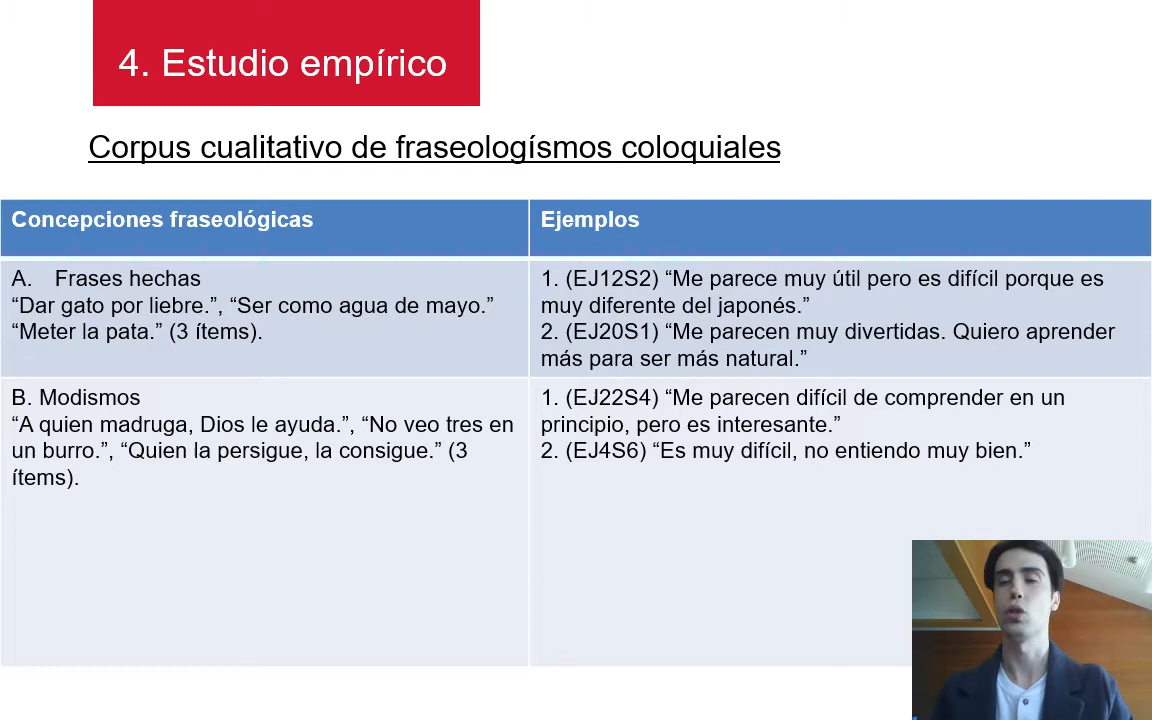 4. Estudio empírico
Corpus cualitativo de fraseologísmos coloquiales
Concepciones fraseológicas
Ejemplos
A. Frases hechas
“Dar gato por liebre.”, “Ser como agua de mayo.”
“Meter la pata.” (3 ítems).
1. (EJ12S2) “Me parece muy útil pero es difícil porque es
muy diferente del japonés.”
2. (EJ20S1) “Me parecen muy divertidas. Quiero aprender
más para ser más natural.”
B. Modismos
“A quien madruga, Dios le ayuda.”, “No veo tres en
un burro.”, “Quien la persigue, la consigue.” (3
ítems).
1. (EJ22S4) “Me parecen difícil de comprender en un
principio, pero es interesante.”
2. (EJ4S6) “Es muy difícil, no entiendo muy bien.”